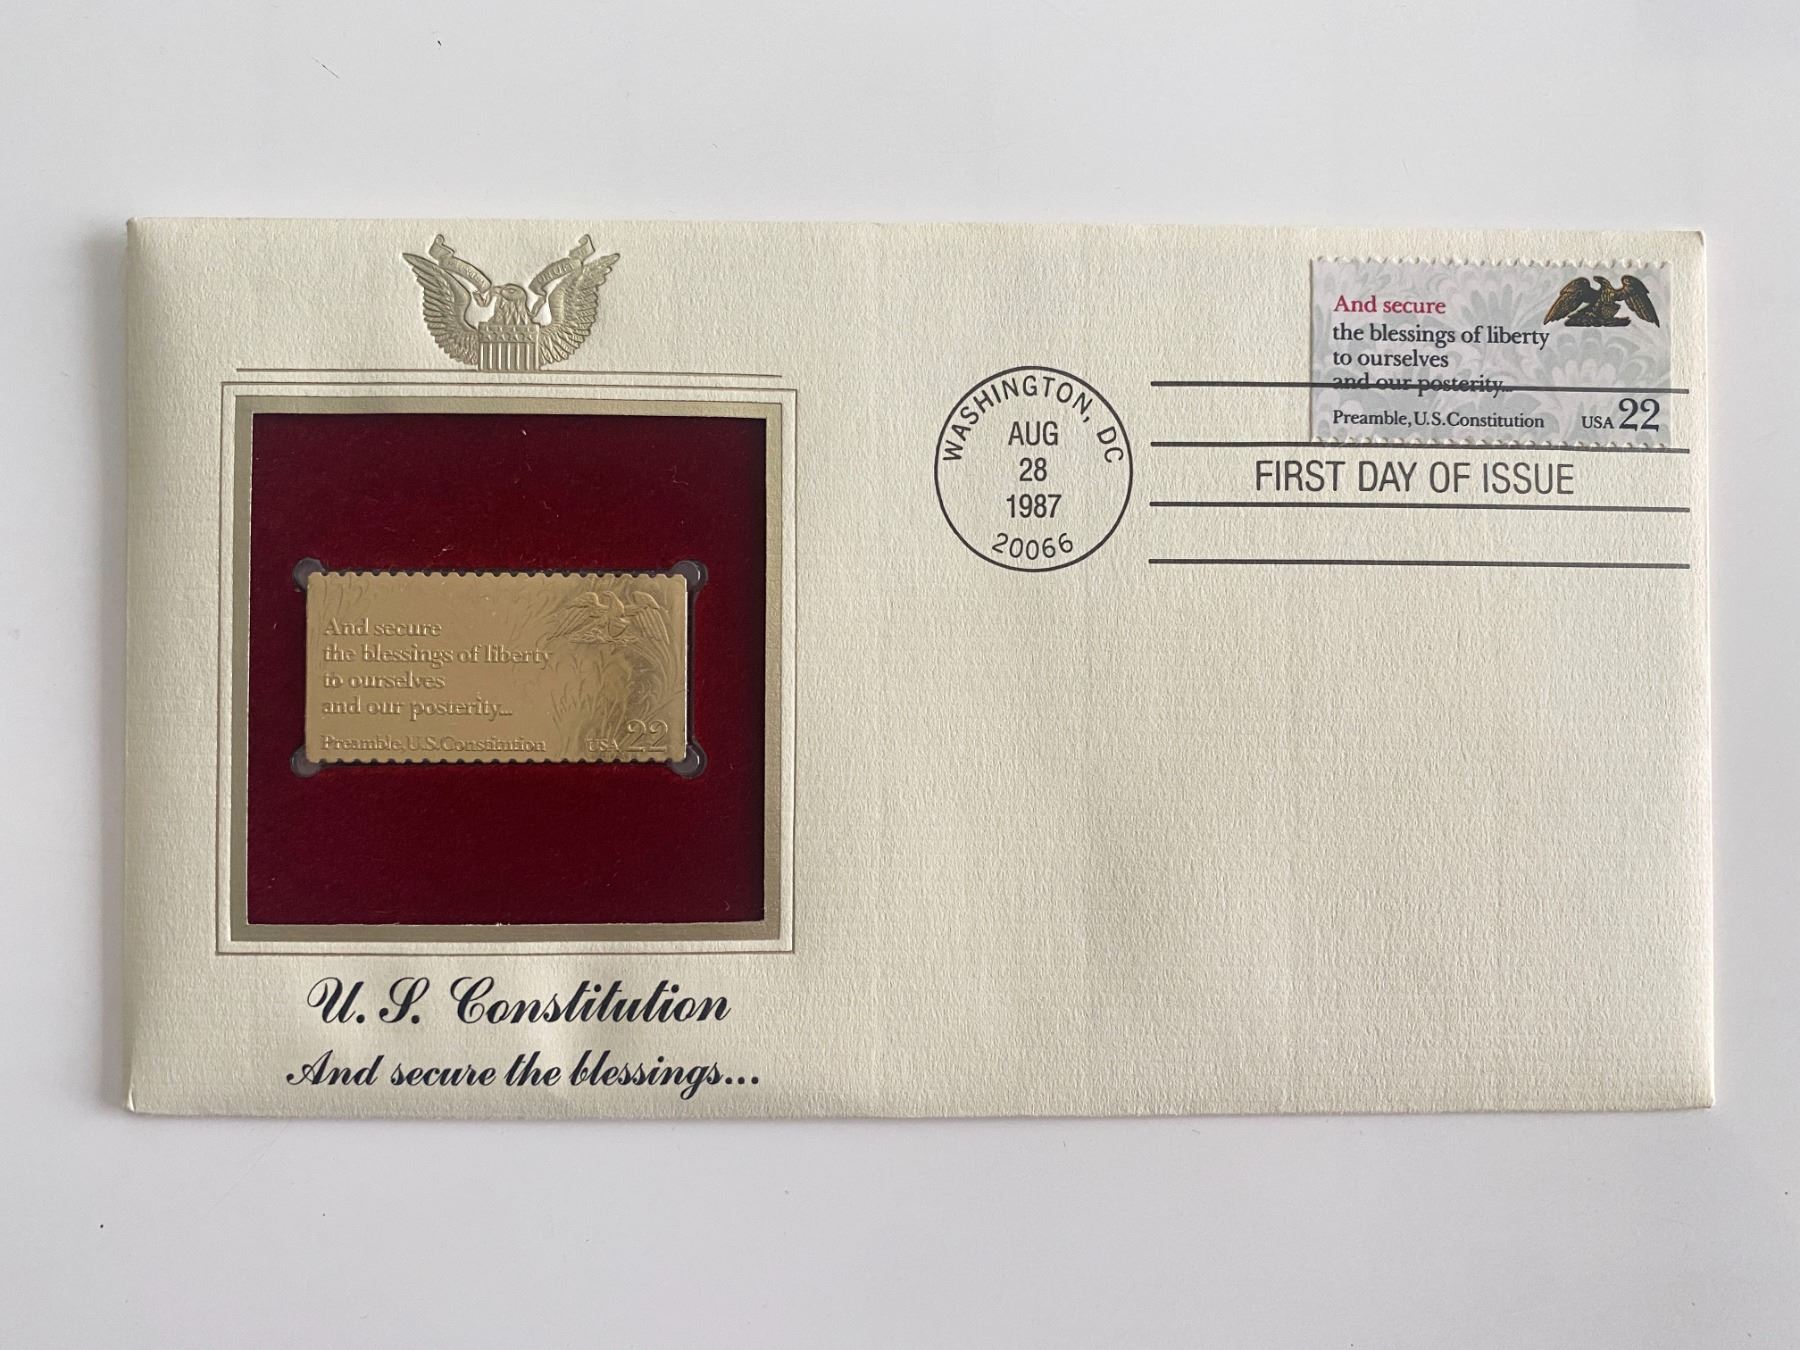 And secure
the blessings of liberty
to ourselves
and our posterity...
Preamble, U.S. Constitution USA 22
WASHINGTON, DC
AUG
28
1987
20066
FIRST DAY OF ISSUE
And secure
the blessings of liberty
to ourselves
and our posterity...
Preamble, U.S. Constitution USA 22
U. S. Constitution
And secure the blessings...